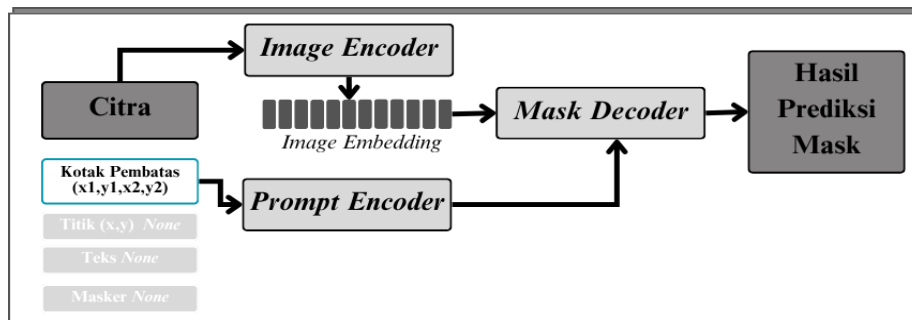 Image Encoder
Citra
Image Embedding
Mask Decoder
Hasil
Prediksi
Mask
Kotak Pembatas
(x1,y1,x2,y2)
Prompt Encoder
Titik (x,y) None
Teks None
Masker None